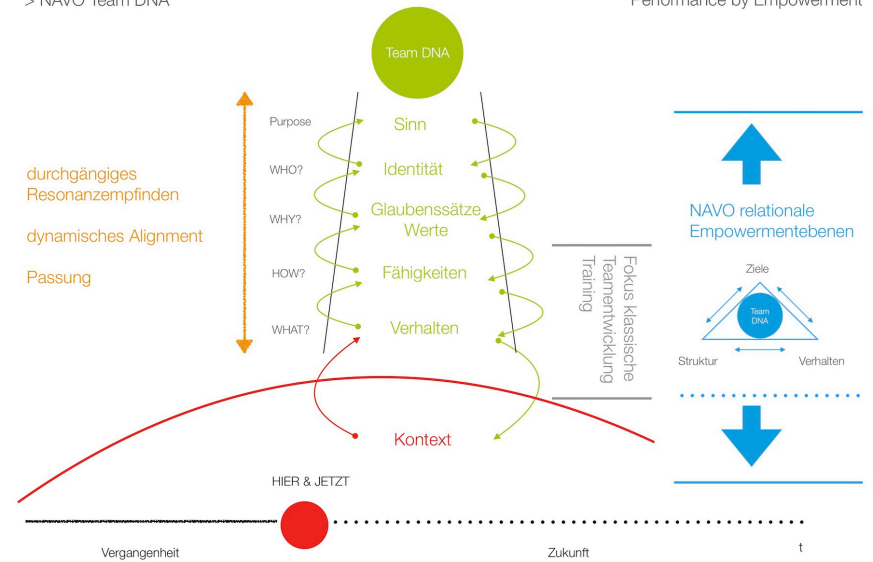 > NAVO Team DNA
Performance by Empowerment
Team DNA
Purpose
Sinn
WHO?
Identität
WHY?
Glaubenssätze
Werte
HOW?
Fähigkeiten
WHAT?
Verhalten
Kontext
durchgängiges
Resonanzempfinden
dynamisches Alignment
Passung
Fokus klassische
Teamentwicklung
Training
NAVO relationale
Empowermentebenen
Ziele
Team
DNA
Struktur
Verhalten
HIER & JETZT
Vergangenheit
Zukunft
t